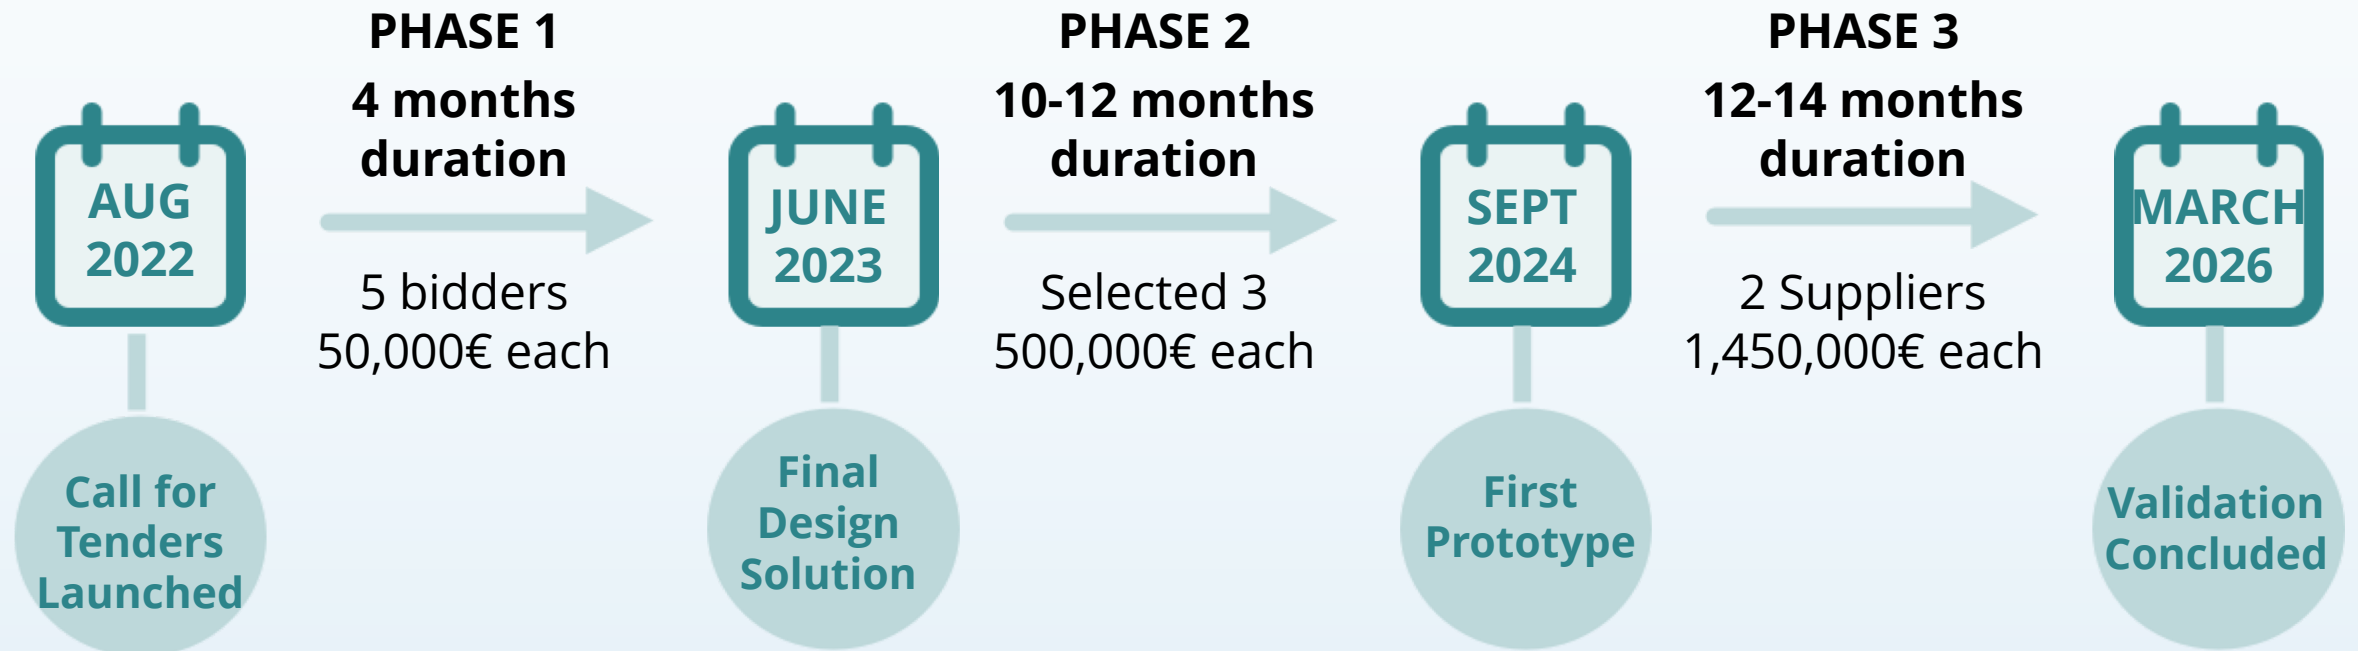 PHASE 1
4 months
duration
5 bidders
50,000€ each
PHASE 2
10-12 months
duration
Selected 3
500,000€ each
PHASE 3
12-14 months
duration
2 Suppliers
1,450,000€ each
AUG
2022
Call for
Tenders
Launched
JUNE
2023
Final
Design
Solution
SEPT
2024
First
Prototype
MARCH
2026
Validation
Concluded